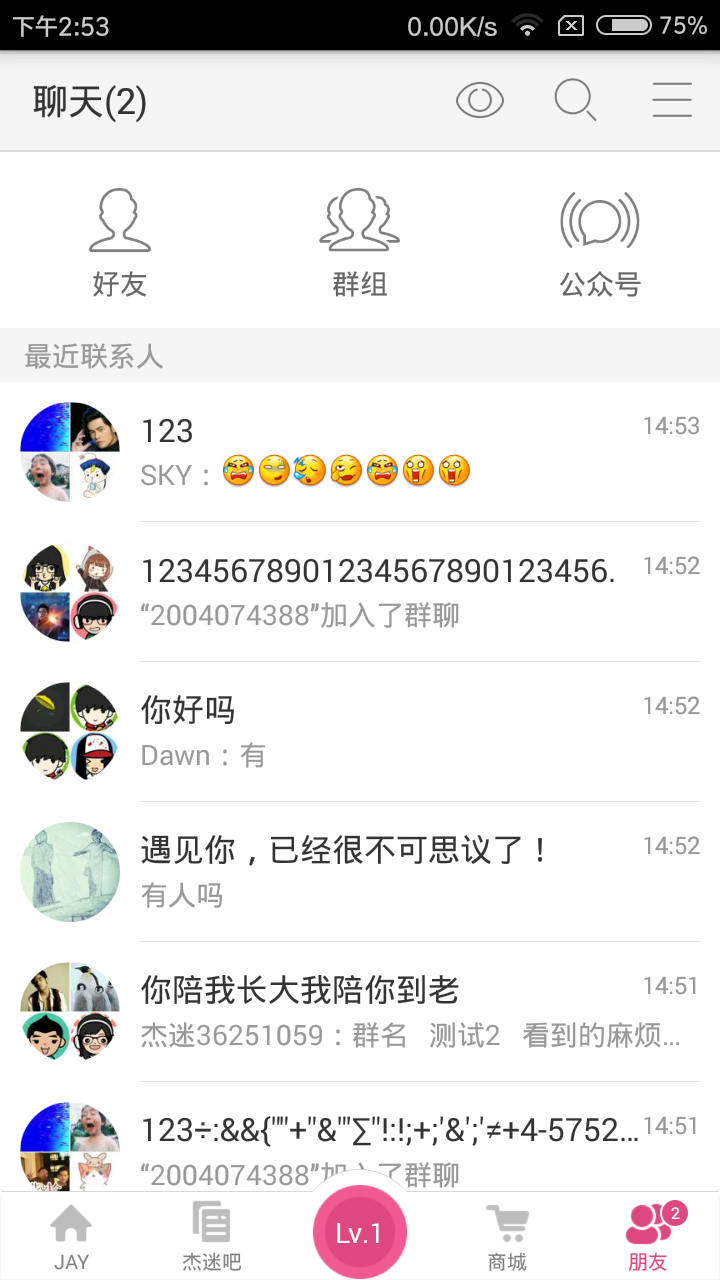 下午2:53 0.00K/s 75%
聊天(2)
好友 群组 公众号
最近联系人
123 14:53
SKY：
123456789012345678901234​56. 14:52
“2004074388”加入了群聊
你好吗 14:52
Dawn：有
遇见你，已经很不可思议了！ 14:52
有人吗
你陪我长大我陪你到老 14:51
杰迷36251059：群名 测试2 看到的麻烦...
123÷:&&{""+"&'"∑"!:!;+;'&';'≠+4-5752... 14:51
“2004074388”加入了群聊
JAY 杰迷吧 Lv.1 商城 朋友 2